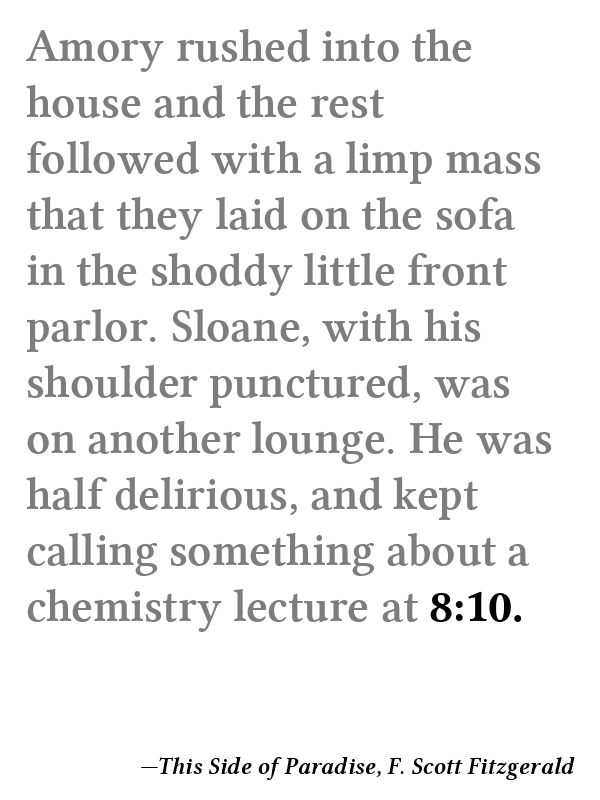 Amory rushed into the
house and the rest
followed with a limp mass
that they laid on the sofa
in the shoddy little front
parlor. Sloane, with his
shoulder punctured, was
on another lounge. He was
half delirious, and kept
calling something about a
chemistry lecture at 8:10.
—This Side of Paradise, F. Scott Fitzgerald